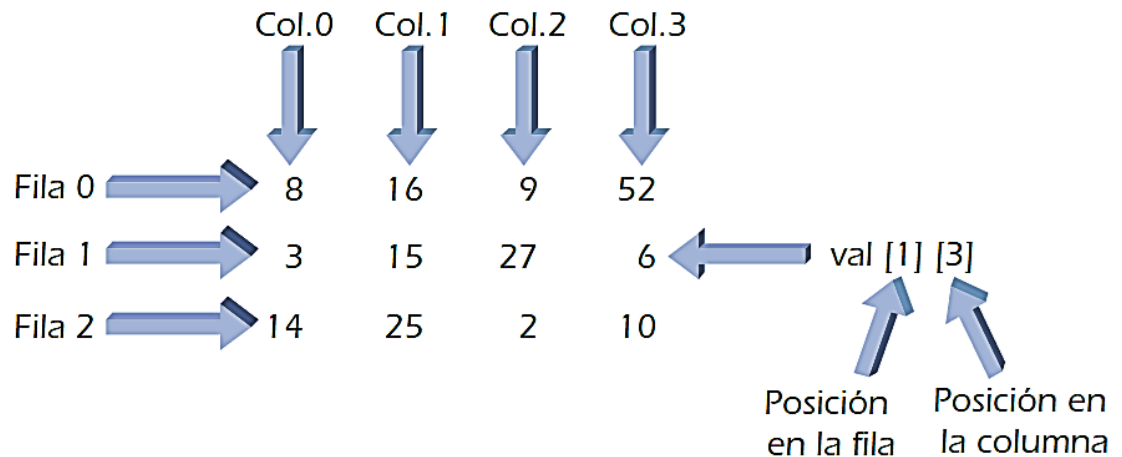 Col.0 Col.1 Col.2 Col.3
Fila 0 8 16 9 52
Fila 1 3 15 27 6 val [1] [3]
Fila 2 14 25 2 10
Posición en la fila
Posición en la columna